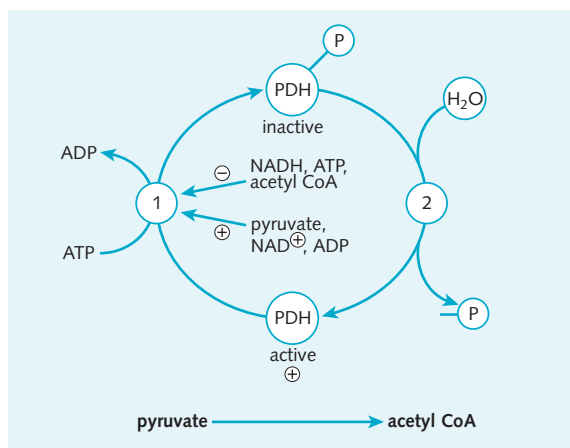 P
PDH
inactive
H₂O
ADP
⊖ NADH, ATP,
acetyl CoA
1
2
⊕ pyruvate,
NAD⊕, ADP
ATP
PDH
P
active
⊕
pyruvate acetyl CoA